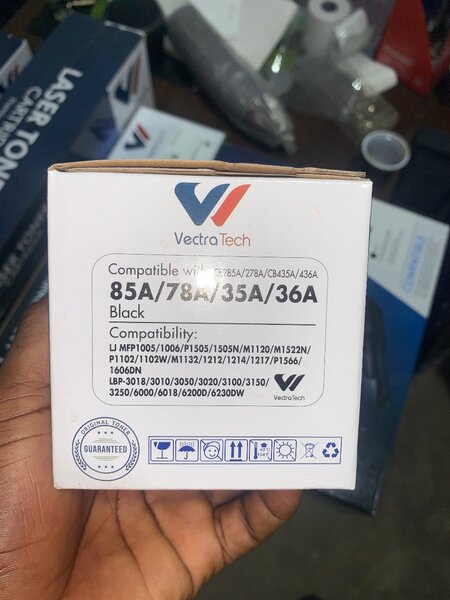 LASER TONER
CARTRI
VectraTech
Compatible with CE285A/278A/CB435A/436A
85A/78A/35A/36A
Black
Compatibility:
LJ MFP1005/1006/P1505/1505N/M1120/M1522N/
P1102/1102W/M1132/1212/1214/1217/P1566/
1606DN
LBP-3018/3010/3050/3020/3100/3150/
3250/6000/6018/6200D/6230DW
VectraTech
ORIGINAL TONER
GUARANTEED
COMPATIBLE